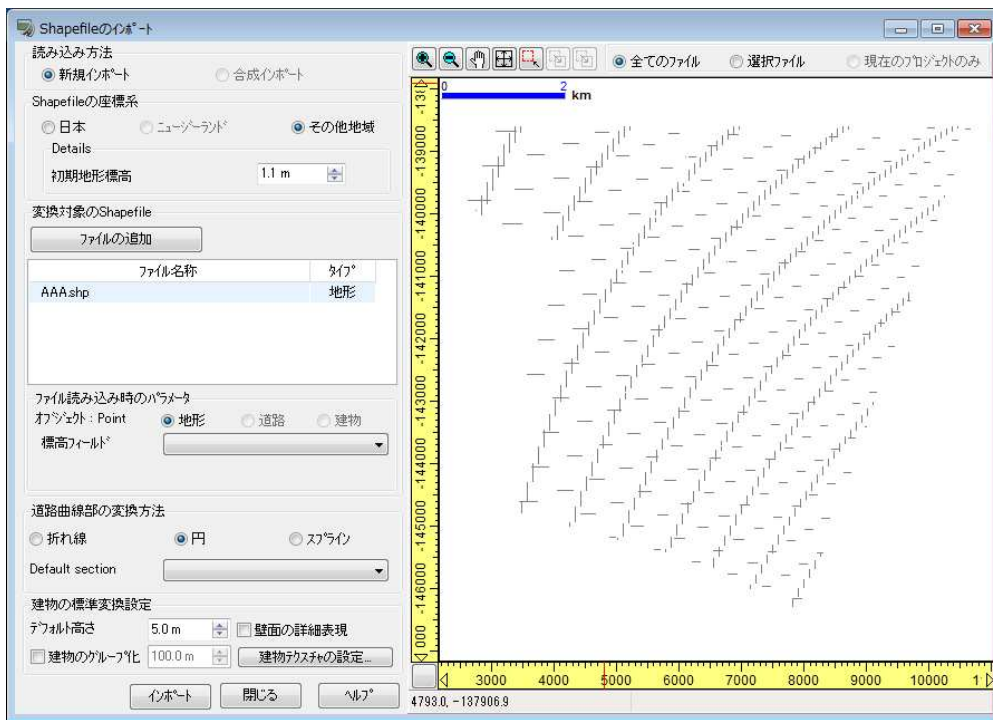 Shapefileのｲﾝﾎﾟｰﾄ
読み込み方法
新規ｲﾝﾎﾟｰﾄ
合成ｲﾝﾎﾟｰﾄ
Shapefileの座標系
日本
ﾆｭｰｼﾞｰﾗﾝﾄﾞ
その他地域
Details
初期地形標高
1.1 m
変換対象のShapefile
ﾌｧｲﾙの追加
ﾌｧｲﾙ名称 ﾀｲﾌﾟ
AAA.shp 地形
ﾌｧｲﾙ読み込み時のﾊﾟﾗﾒｰﾀ
ｵﾌﾞｼﾞｪｸﾄ : Point
地形
道路
建物
標高ﾌｨｰﾙﾄﾞ
道路曲線部の変換方法
折れ線
円
ｽﾌﾟﾗｲﾝ
Default section
建物の標準変換設定
ﾃﾞﾌｫﾙﾄ高さ
5.0 m
壁面の詳細表現
建物のｸﾞﾙｰﾌﾟ化
100.0 m
建物ﾃｸｽﾁｬの設定...
ｲﾝﾎﾟｰﾄ
閉じる
ﾍﾙﾌﾟ
全てのﾌｧｲﾙ
選択ﾌｧｲﾙ
現在のﾌﾟﾛｼﾞｪｸﾄのみ
0 2 km
-138
-139000
-140000
-141000
-142000
-143000
-144000
-145000
-146000
000
3000 4000 5000 6000 7000 8000 9000 10000 1
4793.0, -137906.9